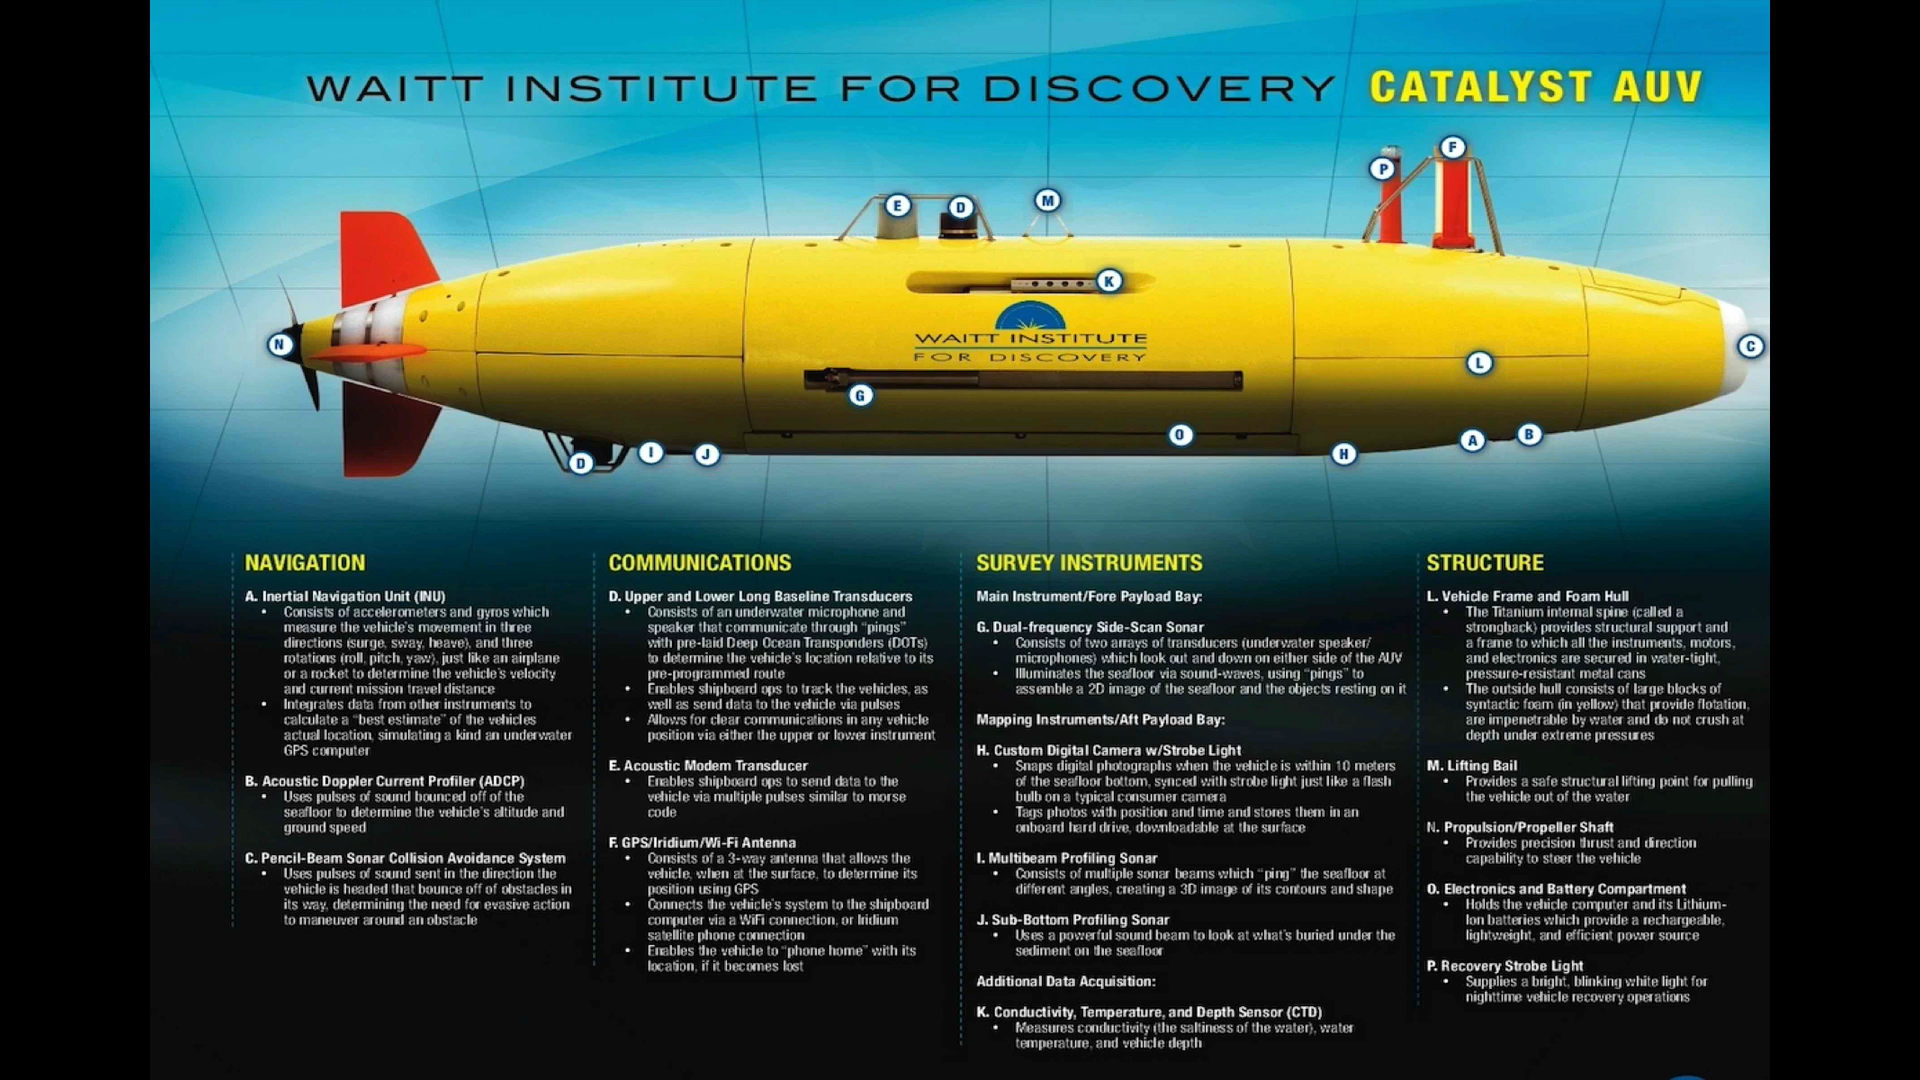 WAITT INSTITUTE FOR DISCOVERY CATALYST AUV
F
P
M
E
D
K
WAITT INSTITUTE
FOR DISCOVERY
N
C
L
G
O
B
A
D
I
J
H
NAVIGATION
A. Inertial Navigation Unit (INU)
• Consists of accelerometers and gyros which
measure the vehicle's movement in three
directions (surge, sway, heave), and three
rotations (roll, pitch, yaw), just like an airplane
or a rocket to determine the vehicle's velocity
and current mission travel distance
• Integrates data from other instruments to
calculate a "best estimate" of the vehicles
actual location, simulating a kind an underwater
GPS computer
B. Acoustic Doppler Current Profiler (ADCP)
• Uses pulses of sound bounced off of the
seafloor to determine the vehicle's altitude and
ground speed
C. Pencil-Beam Sonar Collision Avoidance System
• Uses pulses of sound sent in the direction the
vehicle is headed that bounce off of obstacles in
its way, determining the need for evasive action
to maneuver around an obstacle
COMMUNICATIONS
D. Upper and Lower Long Baseline Transducers
• Consists of an underwater microphone and
speaker that communicate through "pings"
with pre-laid Deep Ocean Transponders (DOTs)
to determine the vehicle's location relative to its
pre-programmed route
• Enables shipboard ops to track the vehicles, as
well as send data to the vehicle via pulses
• Allows for clear communications in any vehicle
position via either the upper or lower instrument
E. Acoustic Modem Transducer
• Enables shipboard ops to send data to the
vehicle via multiple pulses similar to morse
code
F. GPS/Iridium/Wi-Fi Antenna
• Consists of a 3-way antenna that allows the
vehicle, when at the surface, to determine its
position using GPS
• Connects the vehicle's system to the shipboard
computer via a WiFi connection, or Iridium
satellite phone connection
• Enables the vehicle to "phone home" with its
location, if it becomes lost
SURVEY INSTRUMENTS
Main Instrument/Fore Payload Bay:
G. Dual-frequency Side-Scan Sonar
• Consists of two arrays of transducers (underwater speaker/
microphones) which look out and down on either side of the AUV
• Illuminates the seafloor via sound-waves, using "pings" to
assemble a 2D image of the seafloor and the objects resting on it
Mapping Instruments/Aft Payload Bay:
H. Custom Digital Camera w/Strobe Light
• Snaps digital photographs when the vehicle is within 10 meters
of the seafloor bottom, synced with strobe light just like a flash
bulb on a typical consumer camera
• Tags photos with position and time and stores them in an
onboard hard drive, downloadable at the surface
I. Multibeam Profiling Sonar
• Consists of multiple sonar beams which "ping" the seafloor at
different angles, creating a 3D image of its contours and shape
J. Sub-Bottom Profiling Sonar
• Uses a powerful sound beam to look at what's buried under the
sediment on the seafloor
Additional Data Acquisition:
K. Conductivity, Temperature, and Depth Sensor (CTD)
• Measures conductivity (the saltiness of the water), water
temperature, and vehicle depth
STRUCTURE
L. Vehicle Frame and Foam Hull
• The Titanium internal spine (called a
strongback) provides structural support and
a frame to which all the instruments, motors,
and electronics are secured in water-tight,
pressure-resistant metal cans
• The outside hull consists of large blocks of
syntactic foam (in yellow) that provide flotation,
are impenetrable by water and do not crush at
depth under extreme pressures
M. Lifting Bail
• Provides a safe structural lifting point for pulling
the vehicle out of the water
N. Propulsion/Propeller Shaft
• Provides precision thrust and direction
capability to steer the vehicle
O. Electronics and Battery Compartment
• Holds the vehicle computer and its Lithium-
Ion batteries which provide a rechargeable,
lightweight, and efficient power source
P. Recovery Strobe Light
• Supplies a bright, blinking white light for
nighttime vehicle recovery operations